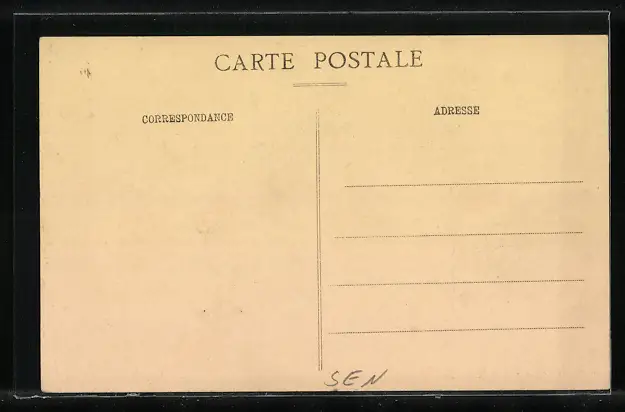 CARTE POSTALE
CORRESPONDANCE
ADRESSE
SEN